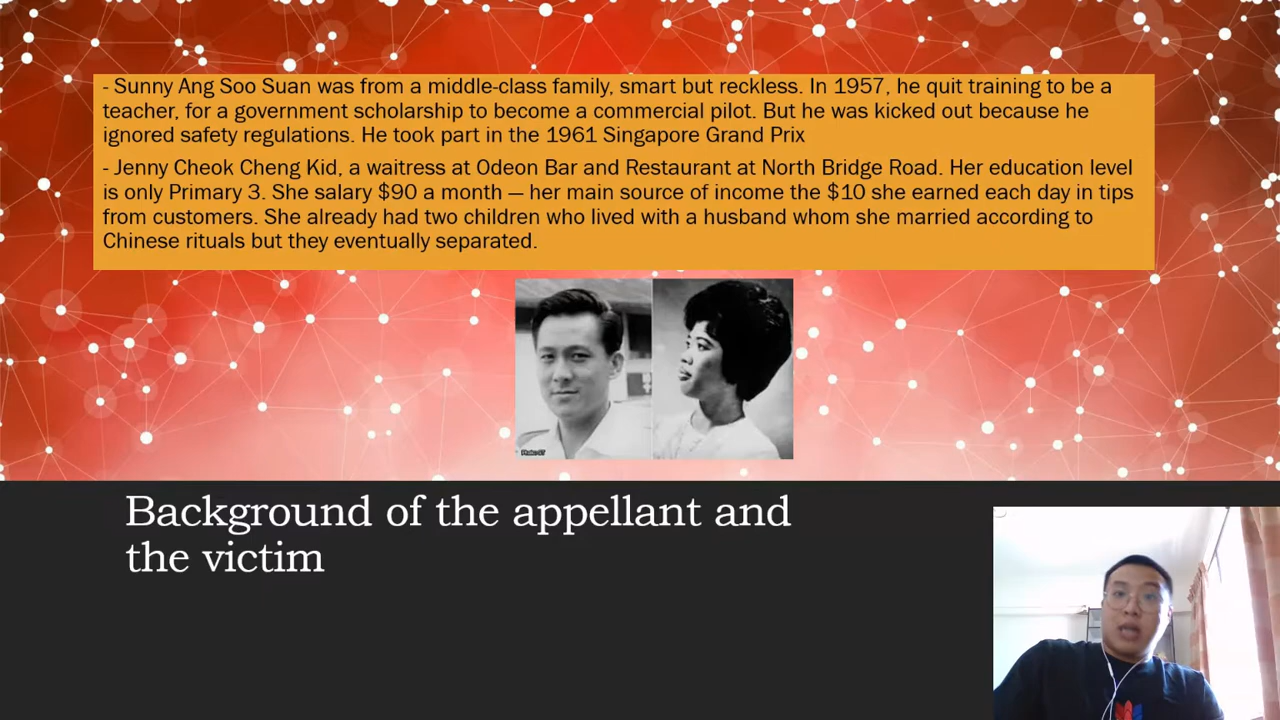 - Sunny Ang Soo Suan was from a middle-class family, smart but reckless. In 1957, he quit training to be a
teacher, for a government scholarship to become a commercial pilot. But he was kicked out because he
ignored safety regulations. He took part in the 1961 Singapore Grand Prix
- Jenny Cheok Cheng Kid, a waitress at Odeon Bar and Restaurant at North Bridge Road. Her education level
is only Primary 3. She salary $90 a month — her main source of income the $10 she earned each day in tips
from customers. She already had two children who lived with a husband whom she married according to
Chinese rituals but they eventually separated.
Background of the appellant and
the victim